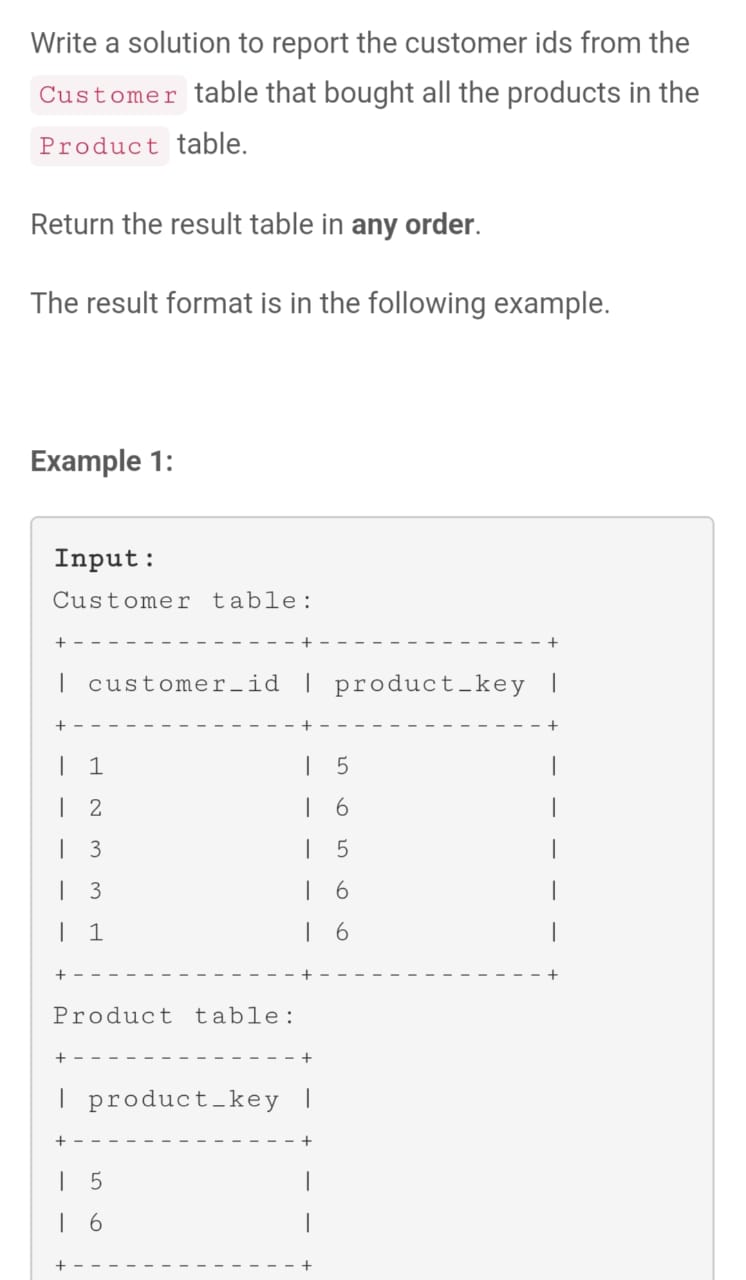 Write a solution to report the customer ids from the
Customer table that bought all the products in the
Product table.
Return the result table in any order.
The result format is in the following example.
Example 1:
Input:
Customer table:
+-------------+-------------+
| customer_id | product_key |
+-------------+-------------+
| 1           | 5           |
| 2           | 6           |
| 3           | 5           |
| 3           | 6           |
| 1           | 6           |
+-------------+-------------+
Product table:
+-------------+
| product_key |
+-------------+
| 5           |
| 6           |
+-------------+